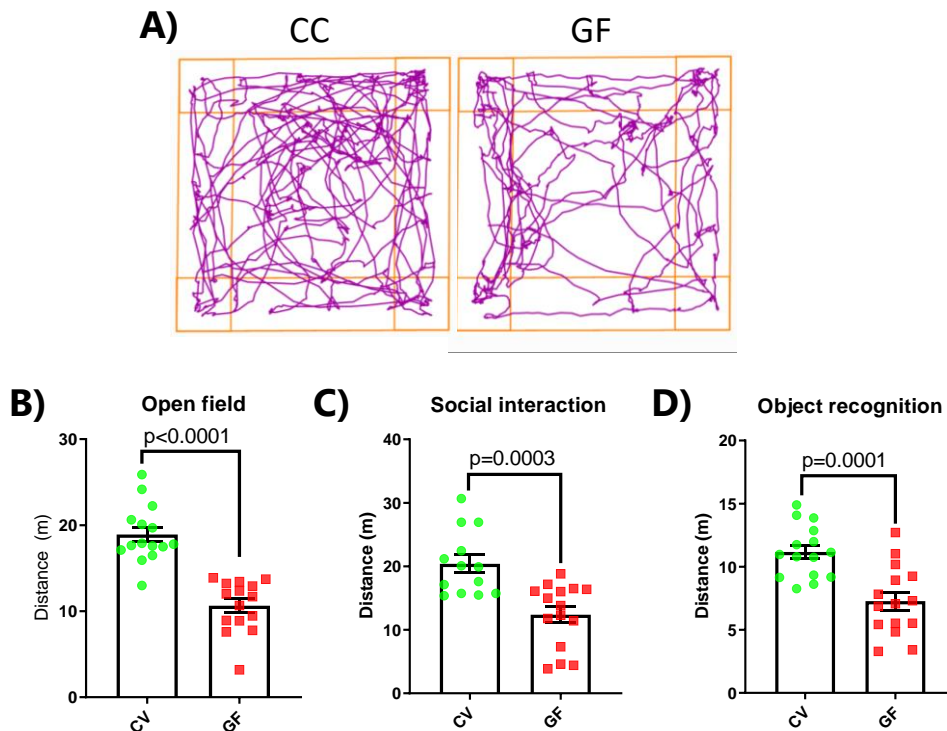 A) CC GF
B) Open field
p<0.0001
Distance (m)
30
20
10
0
CV GF
C) Social interaction
p=0.0003
Distance (m)
40
30
20
10
0
CV GF
D) Object recognition
p=0.0001
Distance (m)
20
15
10
5
0
CV GF